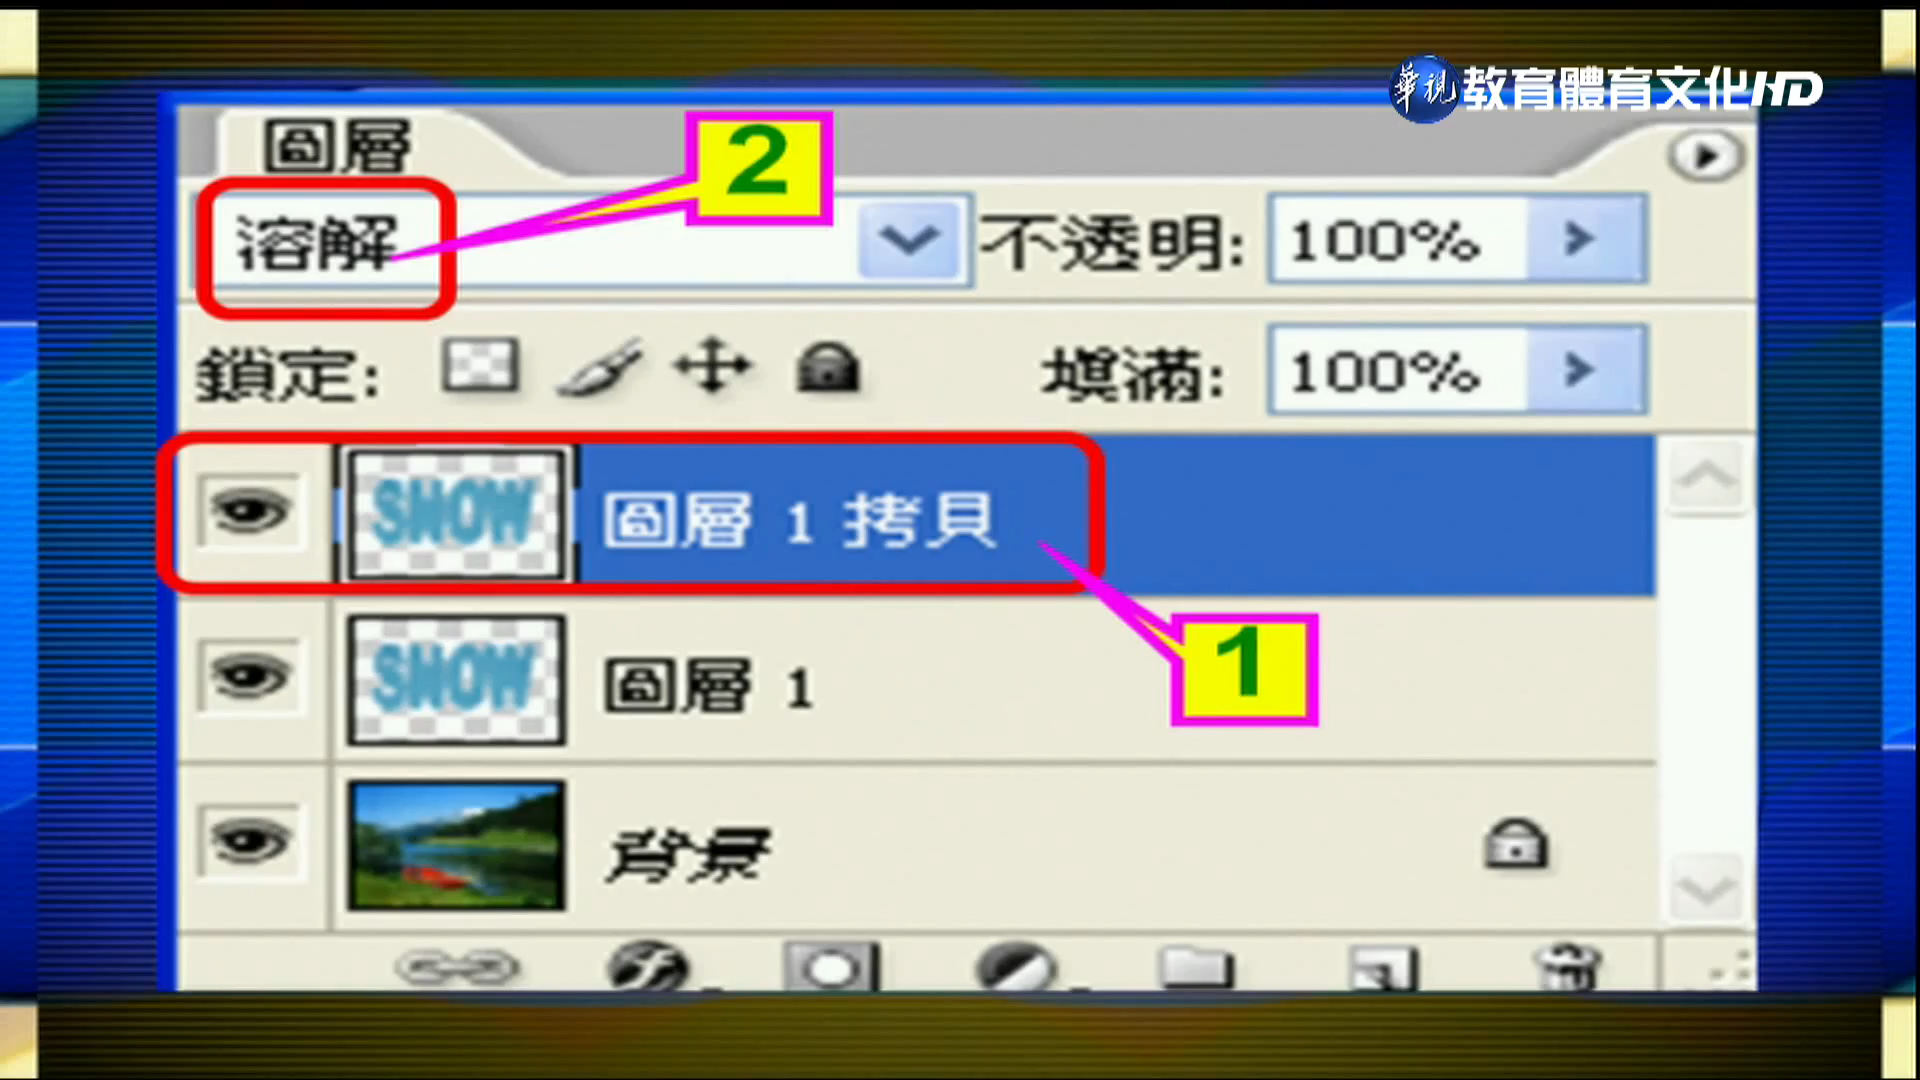 華視 教育體育文化HD
圖層
2
溶解
不透明: 100%
鎖定:
填滿: 100%
SNOW
圖層 1 拷貝
1
SNOW
圖層 1
背景